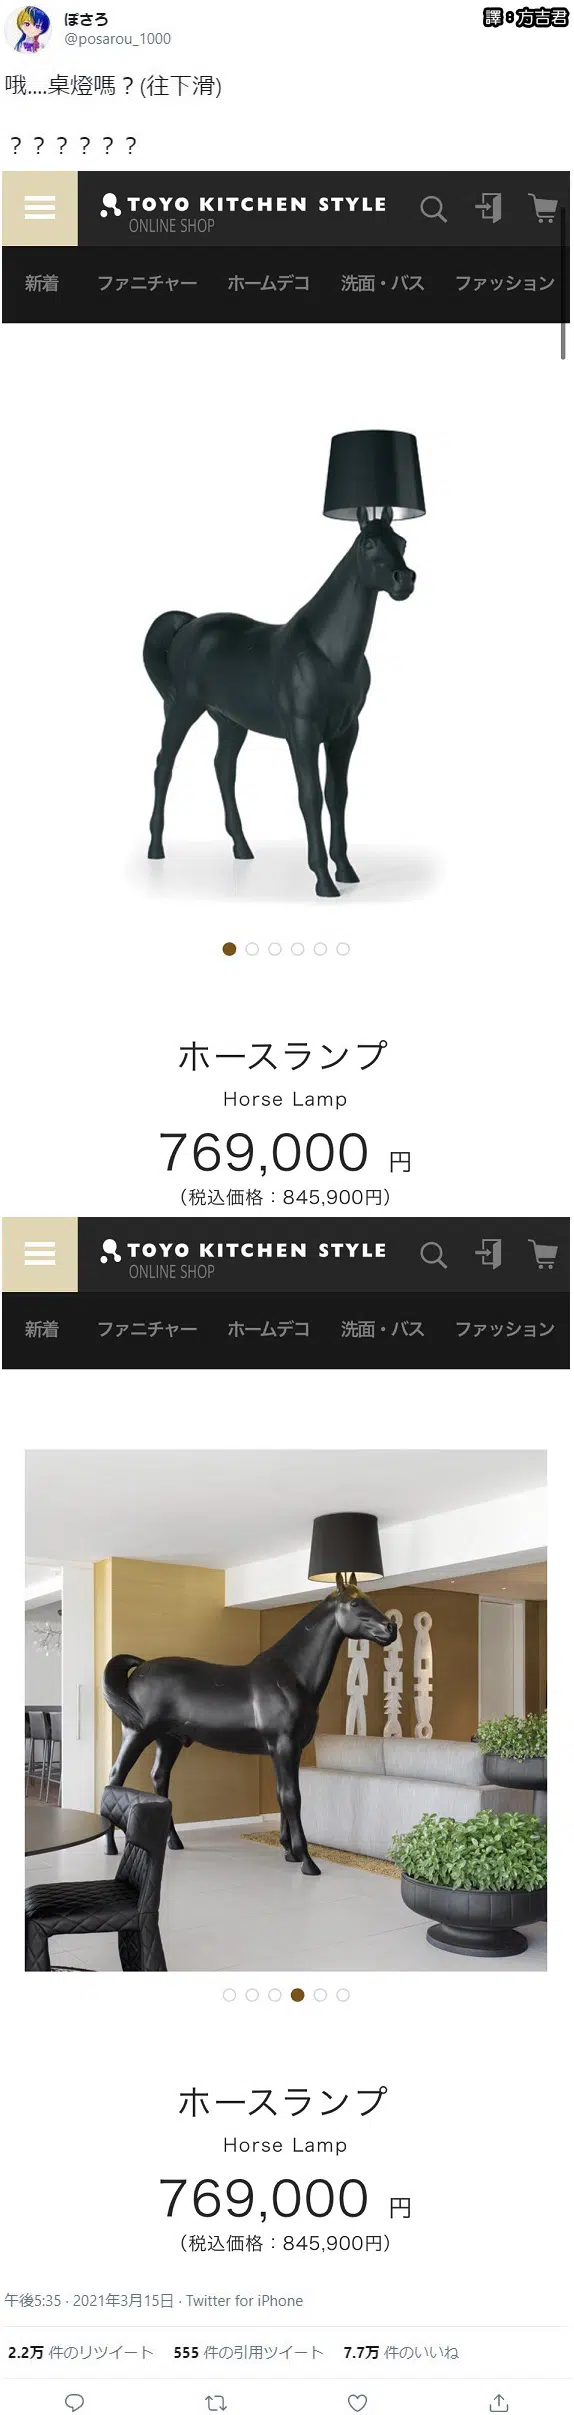 ぽさろ
@posarou_1000
譯：方吉君
哦....桌燈嗎？(往下滑)
？？？？？？
TOYO KITCHEN STYLE
ONLINE SHOP
新着 ファニチャー ホームデコ 洗面・バス ファッション
ホースランプ
Horse Lamp
769,000 円
（税込価格：845,900円）
TOYO KITCHEN STYLE
ONLINE SHOP
新着 ファニチャー ホームデコ 洗面・バス ファッション
ホースランプ
Horse Lamp
769,000 円
（税込価格：845,900円）
午後5:35 · 2021年3月15日 · Twitter for iPhone
2.2万 件のリツイート 555 件の引用ツイート 7.7万 件のいいね